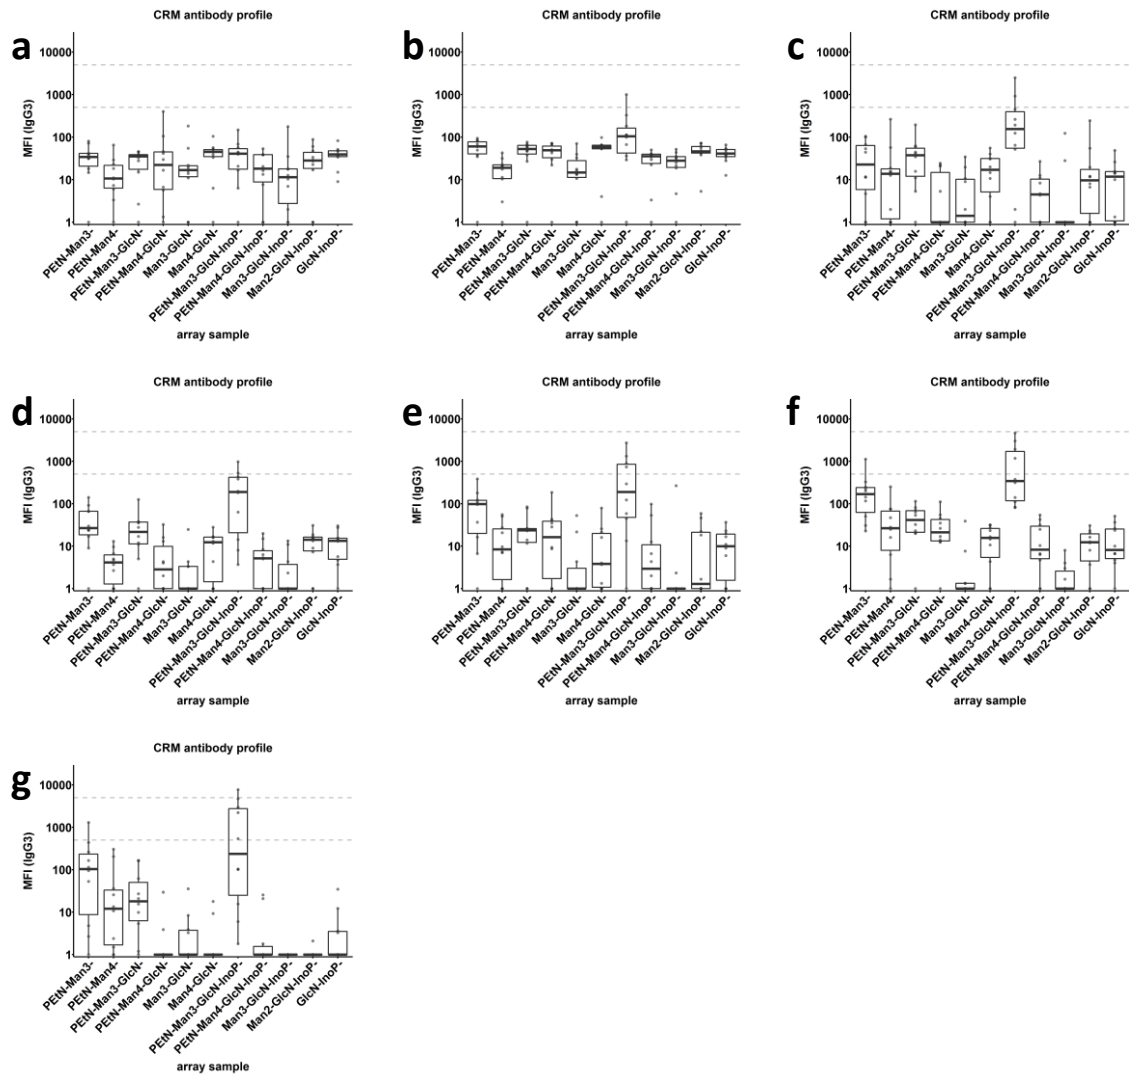 CRM antibody profile
a
10000
1000
100
10
1
MFI (IgG3)
PEtN-Man3-
PEtN-Man4-
PEtN-Man3-GlcN-
PEtN-Man4-GlcN-
Man3-GlcN-
Man4-GlcN-
PEtN-Man3-GlcN-InoP-
PEtN-Man4-GlcN-InoP-
Man3-GlcN-InoP-
Man2-GlcN-InoP-
GlcN-InoP-
array sample
CRM antibody profile
b
10000
1000
100
10
1
MFI (IgG3)
PEtN-Man3-
PEtN-Man4-
PEtN-Man3-GlcN-
PEtN-Man4-GlcN-
Man3-GlcN-
Man4-GlcN-
PEtN-Man3-GlcN-InoP-
PEtN-Man4-GlcN-InoP-
Man3-GlcN-InoP-
Man2-GlcN-InoP-
GlcN-InoP-
array sample
CRM antibody profile
c
10000
1000
100
10
1
MFI (IgG3)
PEtN-Man3-
PEtN-Man4-
PEtN-Man3-GlcN-
PEtN-Man4-GlcN
Man3-GlcN-
Man4-GlcN-
PEtN-Man3-GlcN-InoP-
PEtN-Man4-GlcN-InoP-
Man3-GlcN-InoP-
Man2-GlcN-InoP-
GlcN-InoP-
array sample
CRM antibody profile
d
10000
1000
100
10
1
MFI (IgG3)
PEtN-Man3-
PEtN-Man4-
PEtN-Man3-GlcN-
PEtN-Man4-GlcN-
Man3-GlcN-
Man4-GlcN-
PEtN-Man3-GlcN-InoP-
PEtN-Man4-GlcN-InoP-
Man3-GlcN-InoP-
Man2-GlcN-InoP-
GlcN-InoP-
array sample
CRM antibody profile
e
10000
1000
100
10
1
MFI (IgG3)
PEtN-Man3-
PEtN-Man4-
PEtN-Man3-GlcN-
PEtN-Man4-GlcN-
Man3-GlcN-
Man4-GlcN-
PEtN-Man3-GlcN-InoP-
PEtN-Man4-GlcN-InoP-
Man3-GlcN-InoP-
Man2-GlcN-InoP-
GlcN-InoP-
array sample
CRM antibody profile
f
10000
1000
100
10
1
MFI (IgG3)
PEtN-Man3-
PEtN-Man4-
PEtN-Man3-GlcN-
PEtN-Man4-GlcN-
Man3-GlcN-
Man4-GlcN-
PEtN-Man3-GlcN-InoP-
PEtN-Man4-GlcN-InoP-
Man3-GlcN-InoP-
Man2-GlcN-InoP-
GlcN-InoP-
array sample
CRM antibody profile
g
10000
1000
100
10
1
MFI (IgG3)
PEtN-Man3-
PEtN-Man4-
PEtN-Man3-GlcN-
PEtN-Man4-GlcN-
Man3-GlcN-
Man4-GlcN-
PEtN-Man3-GlcN-InoP-
PEtN-Man4-GlcN-InoP-
Man3-GlcN-InoP-
Man2-GlcN-InoP-
GlcN-InoP-
array sample